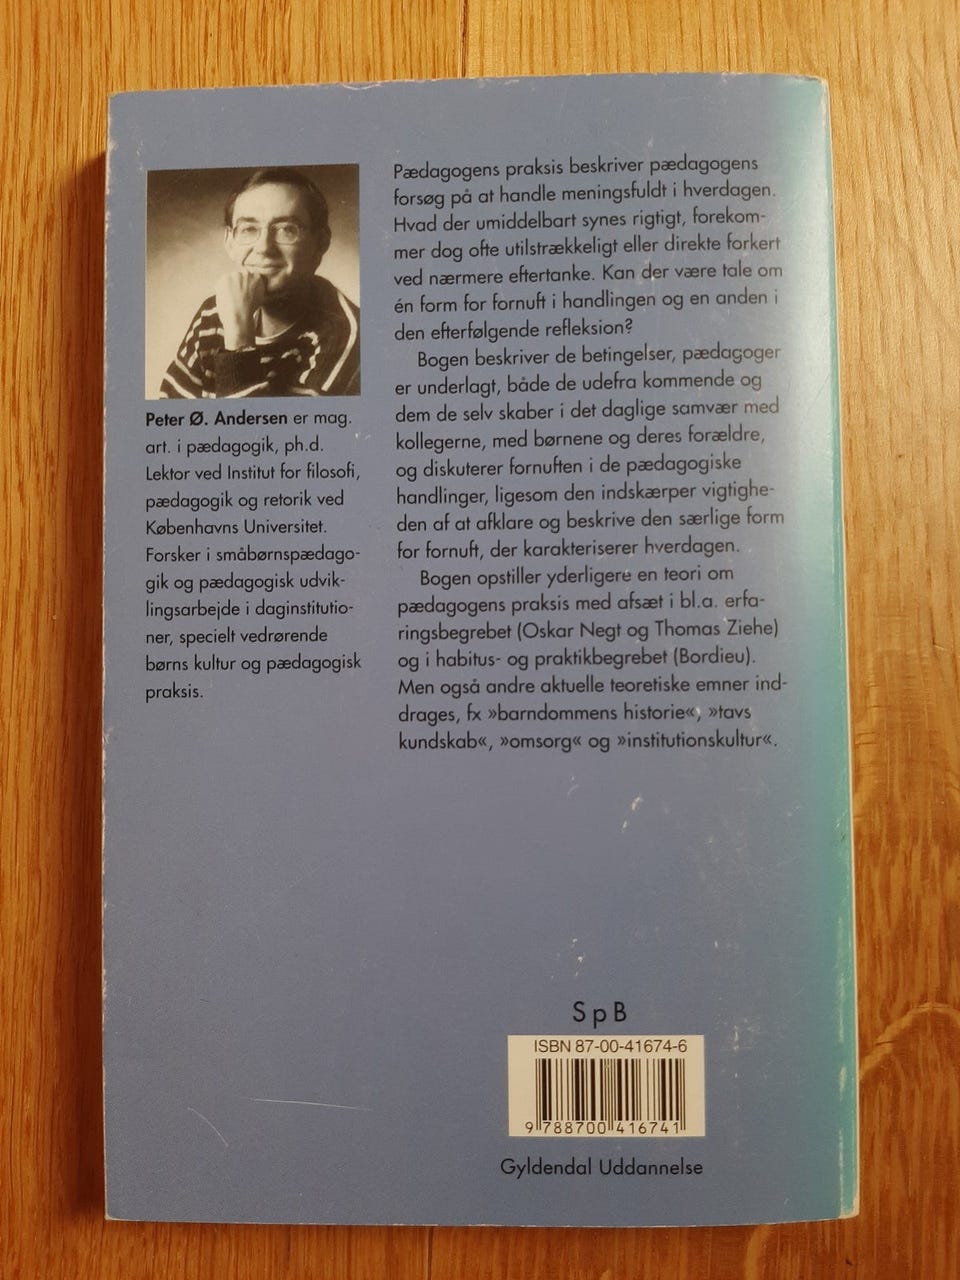 Peter Ø. Andersen er mag.
art. i pædagogik, ph.d.
Lektor ved Institut for filosofi,
pædagogik og retorik ved
Københavns Universitet.
Forsker i småbørnspædago-
gik og pædagogisk udvik-
lingsarbejde i daginstitutio-
ner, specielt vedrørende
børns kultur og pædagogisk
praksis.
Pædagogens praksis beskriver pædagogens
forsøg på at handle meningsfuldt i hverdagen.
Hvad der umiddelbart synes rigtigt, forekom-
mer dog ofte utilstrækkeligt eller direkte forkert
ved nærmere eftertanke. Kan der være tale om
én form for fornuft i handlingen og en anden i
den efterfølgende refleksion?
Bogen beskriver de betingelser, pædagoger
er underlagt, både de udefra kommende og
dem de selv skaber i det daglige samvær med
kollegerne, med børnene og deres forældre,
og diskuterer fornuften i de pædagogiske
handlinger, ligesom den indskærper vigtighe-
den af at afklare og beskrive den særlige form
for fornuft, der karakteriserer hverdagen.
Bogen opstiller yderligere en teori om
pædagogens praksis med afsæt i bl.a. erfa-
ringsbegrebet (Oskar Negt og Thomas Ziehe)
og i habitus- og praktikbegrebet (Bordieu).
Men også andre aktuelle teoretiske emner ind-
drages, fx »barndommens historie«, »tavs
kundskab«, »omsorg« og »institutionskultur«.
SpB
ISBN 87-00-41674-6
9 788700 416741
Gyldendal Uddannelse